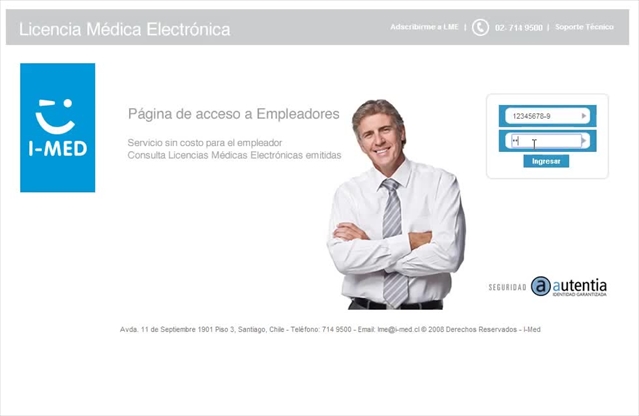 Licencia Médica Electrónica
Adscribirme a LME | 02- 714 9500 | Soporte Técnico
I-MED
Página de acceso a Empleadores
Servicio sin costo para el empleador
Consulta Licencias Médicas Electrónicas emitidas
12345678-9
Ingresar
SEGURIDAD a autentia
IDENTIDAD GARANTIZADA
Avda. 11 de Septiembre 1901 Piso 3, Santiago, Chile - Teléfono: 714 9500 - Email: lme@i-med.cl © 2008 Derechos Reservados - I-Med